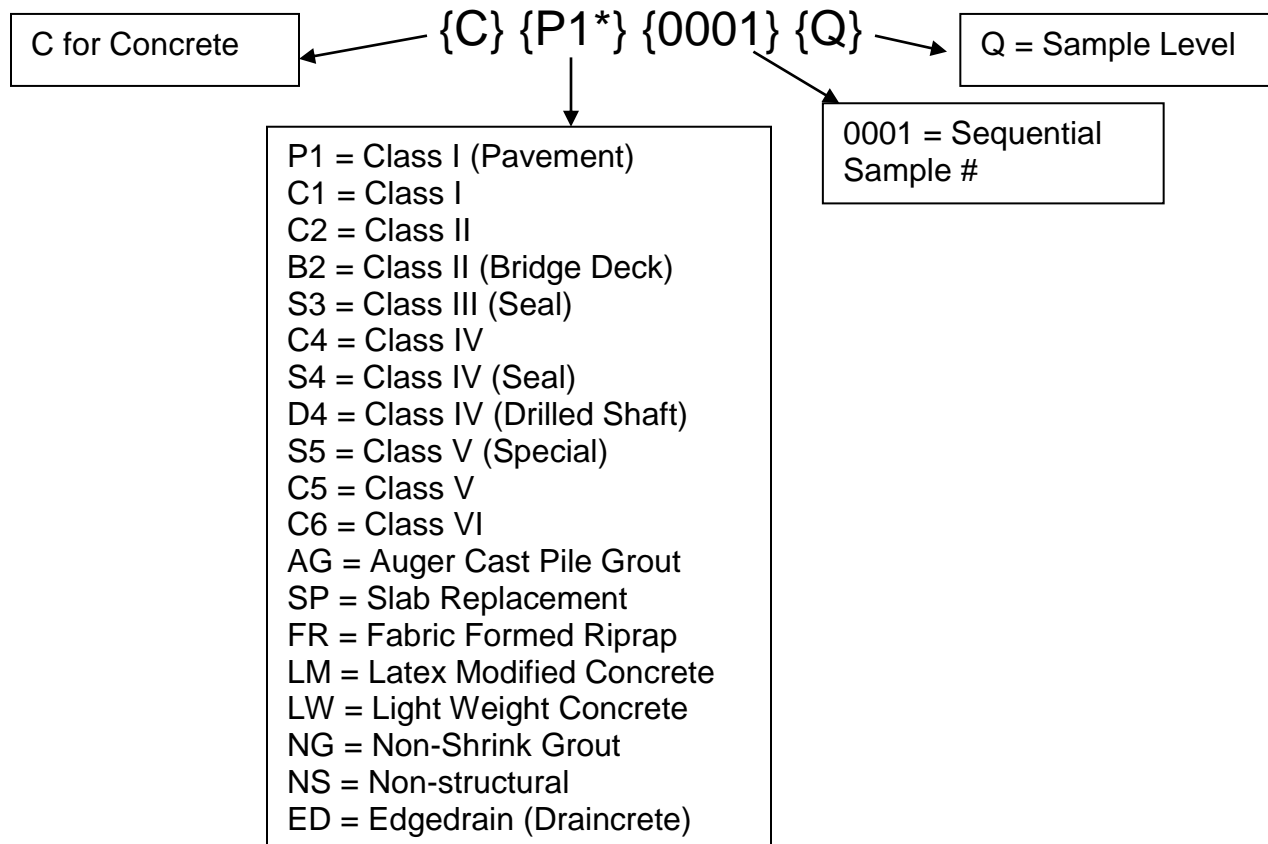 {C} {P1*} {0001} {Q}
C for Concrete
Q = Sample Level
0001 = Sequential
Sample #
P1 = Class I (Pavement)
C1 = Class I
C2 = Class II
B2 = Class II (Bridge Deck)
S3 = Class III (Seal)
C4 = Class IV
S4 = Class IV (Seal)
D4 = Class IV (Drilled Shaft)
S5 = Class V (Special)
C5 = Class V
C6 = Class VI
AG = Auger Cast Pile Grout
SP = Slab Replacement
FR = Fabric Formed Riprap
LM = Latex Modified Concrete
LW = Light Weight Concrete
NG = Non-Shrink Grout
NS = Non-structural
ED = Edgedrain (Draincrete)